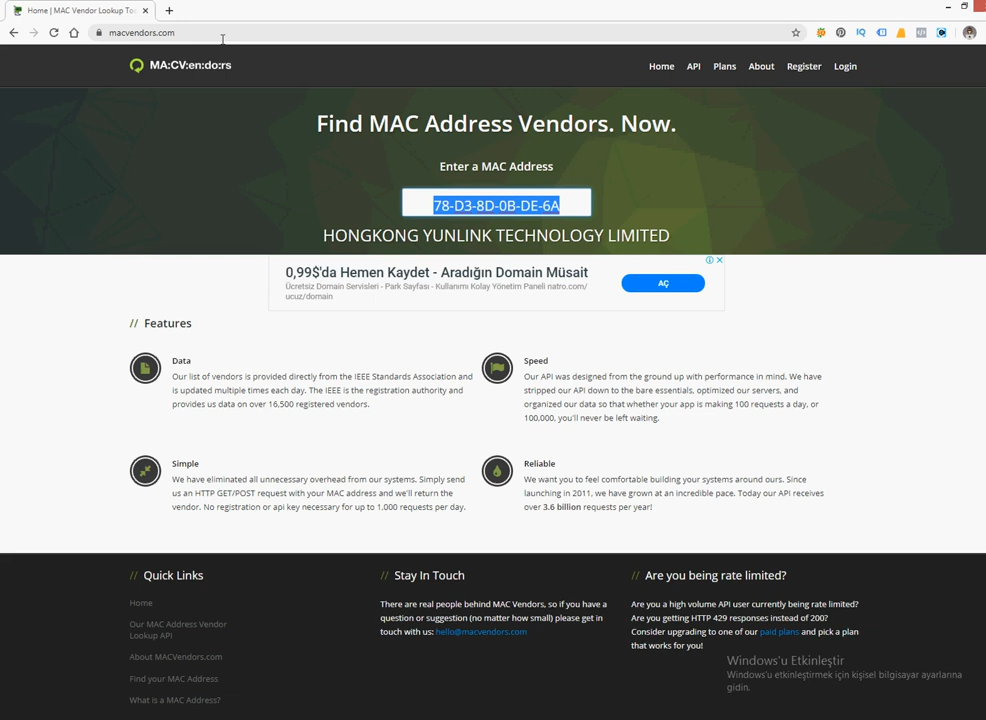 Home | MAC Vendor Lookup Too
macvendors.com
MA:CV:en:do:rs
Home API Plans About Register Login
Find MAC Address Vendors. Now.
Enter a MAC Address
78-D3-8D-0B-DE-6A
HONGKONG YUNLINK TECHNOLOGY LIMITED
0,99$'da Hemen Kaydet - Aradığın Domain Müsait
Ücretsiz Domain Servisleri - Park Sayfası - Kullanımı Kolay Yönetim Paneli natro.com/
ucuz/domain
AÇ
// Features
Data
Our list of vendors is provided directly from the IEEE Standards Association and
is updated multiple times each day. The IEEE is the registration authority and
provides us data on over 16,500 registered vendors.
Speed
Our API was designed from the ground up with performance in mind. We have
stripped our API down to the bare essentials, optimized our servers, and
organized our data so that whether your app is making 100 requests a day, or
100,000, you'll never be left waiting.
Simple
We have eliminated all unnecessary overhead from our systems. Simply send
us an HTTP GET/POST request with your MAC address and we'll return the
vendor. No registration or api key necessary for up to 1,000 requests per day.
Reliable
We want you to feel comfortable building your systems around ours. Since
launching in 2011, we have grown at an incredible pace. Today our API receives
over 3.6 billion requests per year!
// Quick Links
Home
Our MAC Address Vendor
Lookup API
About MACVendors.com
Find your MAC Address
What is a MAC Address?
// Stay In Touch
There are real people behind MAC Vendors, so if you have a
question or suggestion (no matter how small) please get in
touch with us: hello@macvendors.com
// Are you being rate limited?
Are you a high volume API user currently being rate limited?
Are you getting HTTP 429 responses instead of 200?
Consider upgrading to one of our paid plans and pick a plan
that works for you!
Windows'u Etkinleştir
Windows'u etkinleştirmek için kişisel bilgisayar ayarlarına
gidin.